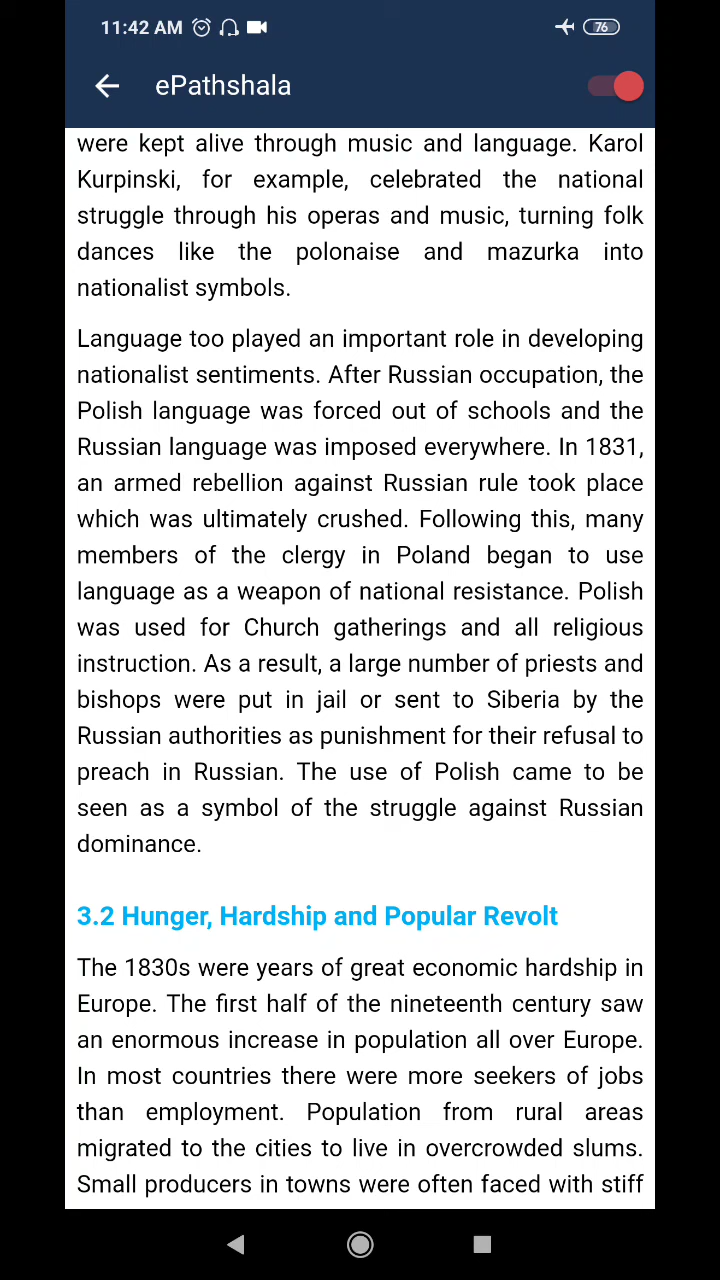 11:42 AM
76
ePathshala
were kept alive through music and language. Karol
Kurpinski, for example, celebrated the national
struggle through his operas and music, turning folk
dances like the polonaise and mazurka into
nationalist symbols.
Language too played an important role in developing
nationalist sentiments. After Russian occupation, the
Polish language was forced out of schools and the
Russian language was imposed everywhere. In 1831,
an armed rebellion against Russian rule took place
which was ultimately crushed. Following this, many
members of the clergy in Poland began to use
language as a weapon of national resistance. Polish
was used for Church gatherings and all religious
instruction. As a result, a large number of priests and
bishops were put in jail or sent to Siberia by the
Russian authorities as punishment for their refusal to
preach in Russian. The use of Polish came to be
seen as a symbol of the struggle against Russian
dominance.
3.2 Hunger, Hardship and Popular Revolt
The 1830s were years of great economic hardship in
Europe. The first half of the nineteenth century saw
an enormous increase in population all over Europe.
In most countries there were more seekers of jobs
than employment. Population from rural areas
migrated to the cities to live in overcrowded slums.
Small producers in towns were often faced with stiff